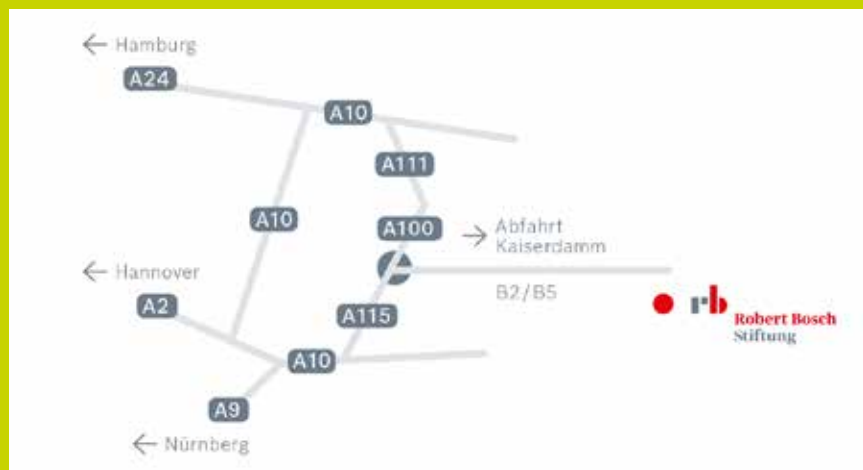 ← Hamburg
A24
A10
A111
A10
A100
→ Abfahrt
Kaiserdamm
← Hannover
B2/B5
A2
A115
rb
Robert Bosch
Stiftung
A10
A9
← Nürnberg